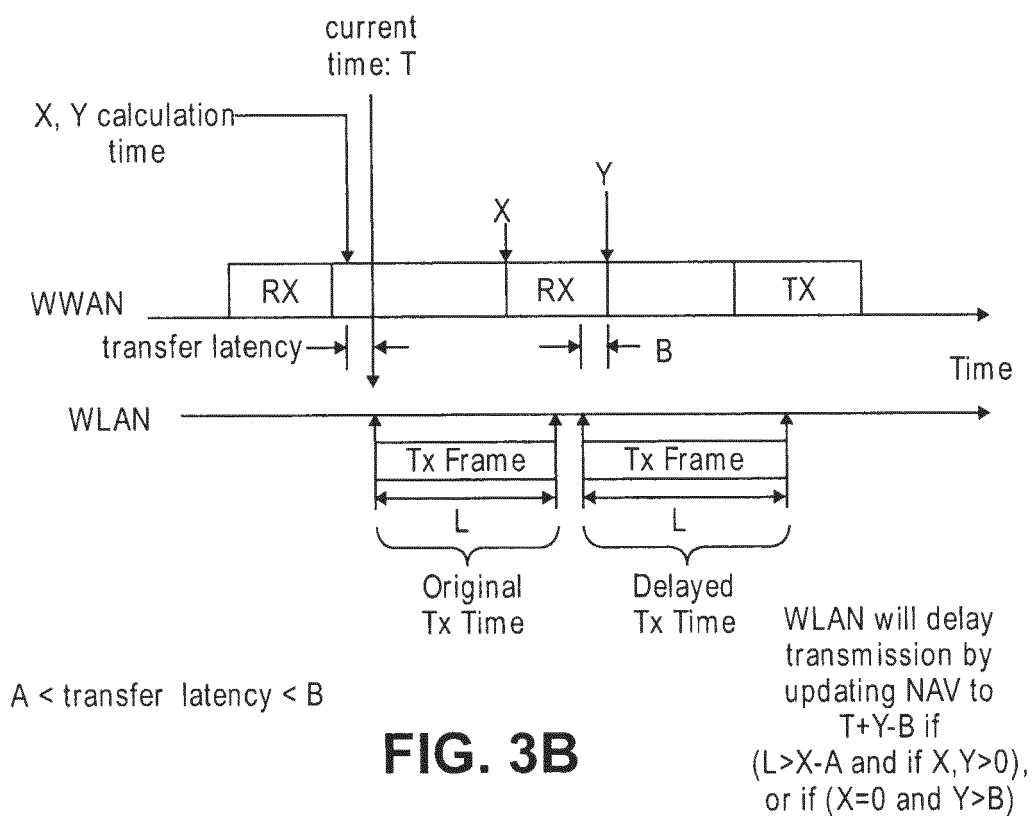 current
time: T
X, Y calculation
time
X
Y
WWAN
RX
RX
TX
transfer latency
B
Time
WLAN
Tx Frame
Tx Frame
L
L
Original
Tx Time
Delayed
Tx Time
WLAN will delay
transmission by
updating NAV to
T+Y-B if
(L>X-A and if X,Y>0),
or if (X=0 and Y>B)
A < transfer latency < B
FIG. 3B